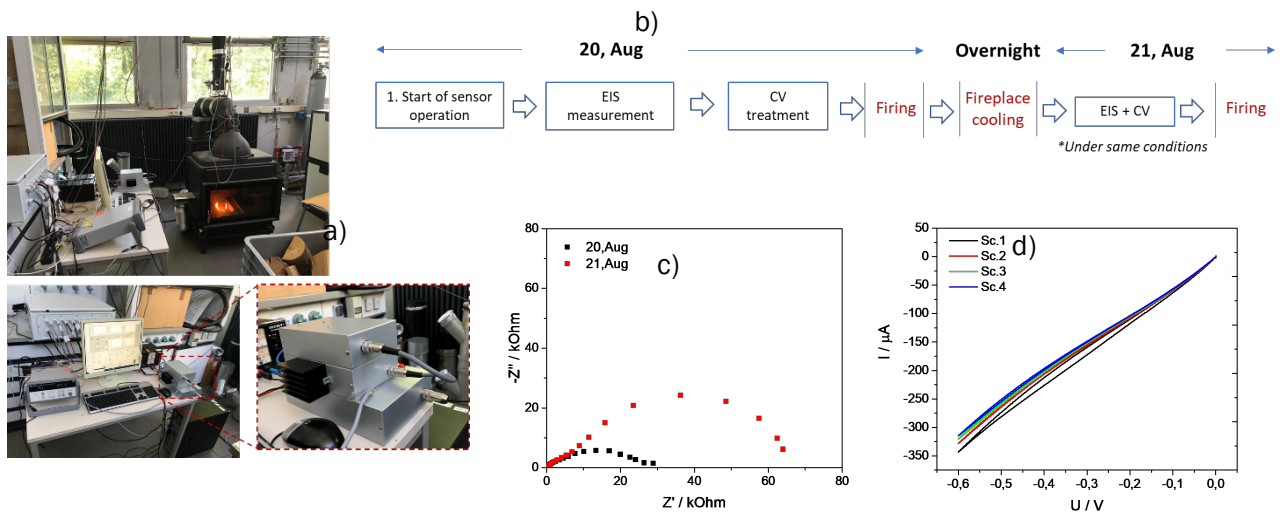 b)
20, Aug
Overnight
21, Aug
1. Start of sensor
operation
EIS
measurement
CV
treatment
Firing
Fireplace
cooling
EIS + CV
Firing
*Under same conditions
a)
c)
20,Aug
21,Aug
80
60
40
20
0
0
20
40
60
80
-Z" / kOhm
Z' / kOhm
d)
Sc.1
Sc.2
Sc.3
Sc.4
50
0
-50
-100
-150
-200
-250
-300
-350
-0,6
-0,5
-0,4
-0,3
-0,2
-0,1
0,0
I / µA
U / V